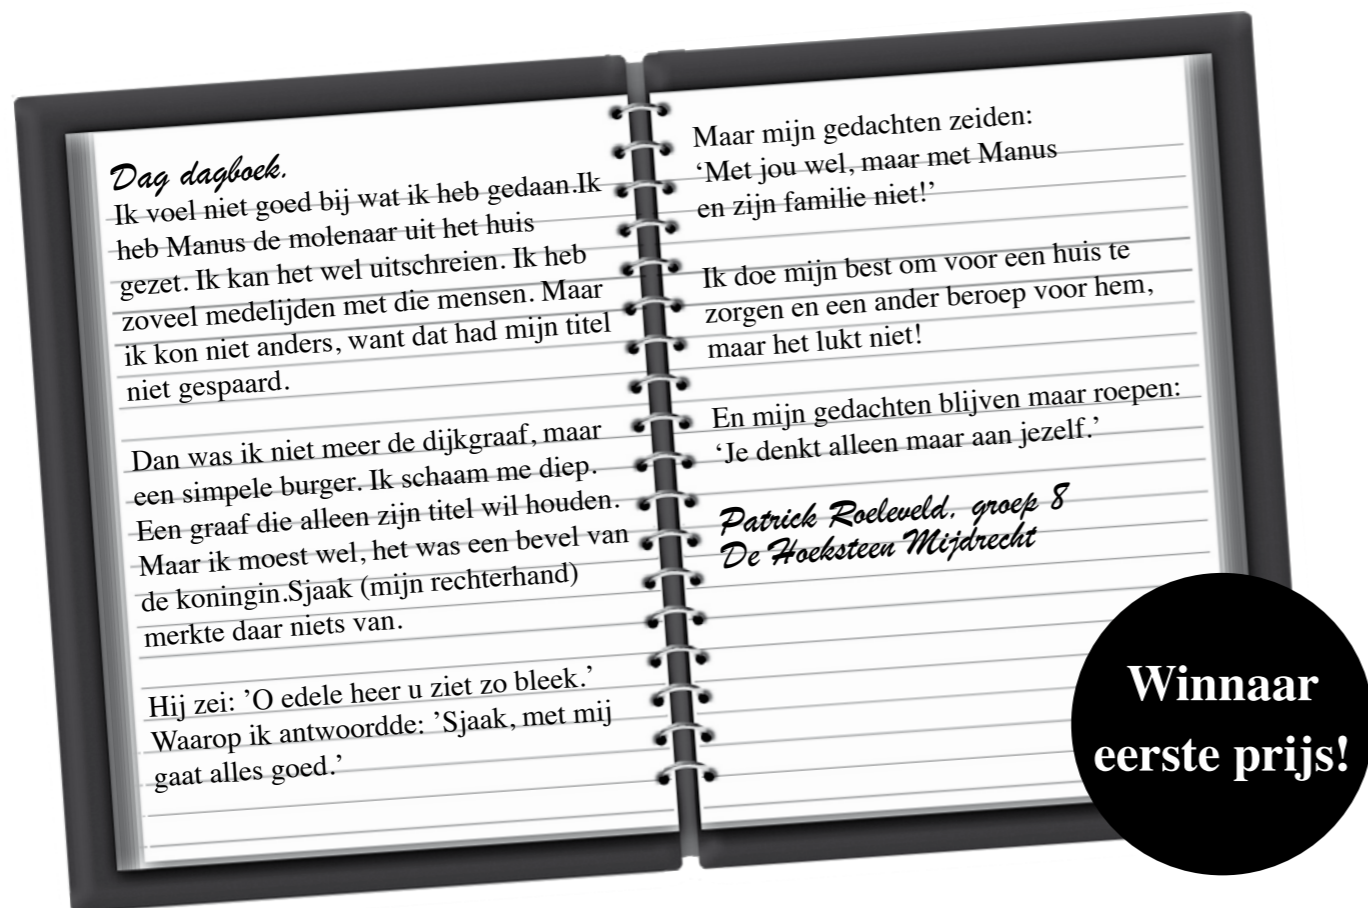 Dag dagboek.
Ik voel niet goed bij wat ik heb gedaan.Ik
heb Manus de molenaar uit het huis
gezet. Ik kan het wel uitschreien. Ik heb
zoveel medelijden met die mensen. Maar
ik kon niet anders, want dat had mijn titel
niet gespaard.
Dan was ik niet meer de dijkgraaf, maar
een simpele burger. Ik schaam me diep.
Een graaf die alleen zijn titel wil houden.
Maar ik moest wel, het was een bevel van
de koningin.Sjaak (mijn rechterhand)
merkte daar niets van.
Hij zei: ’O edele heer u ziet zo bleek.’
Waarop ik antwoordde: ’Sjaak, met mij
gaat alles goed.’
Maar mijn gedachten zeiden:
‘Met jou wel, maar met Manus
en zijn familie niet!’
Ik doe mijn best om voor een huis te
zorgen en een ander beroep voor hem,
maar het lukt niet!
En mijn gedachten blijven maar roepen:
‘Je denkt alleen maar aan jezelf.’
Patrick Roeleveld, groep 8
De Hoeksteen Mijdrecht
Winnaar
eerste prijs!